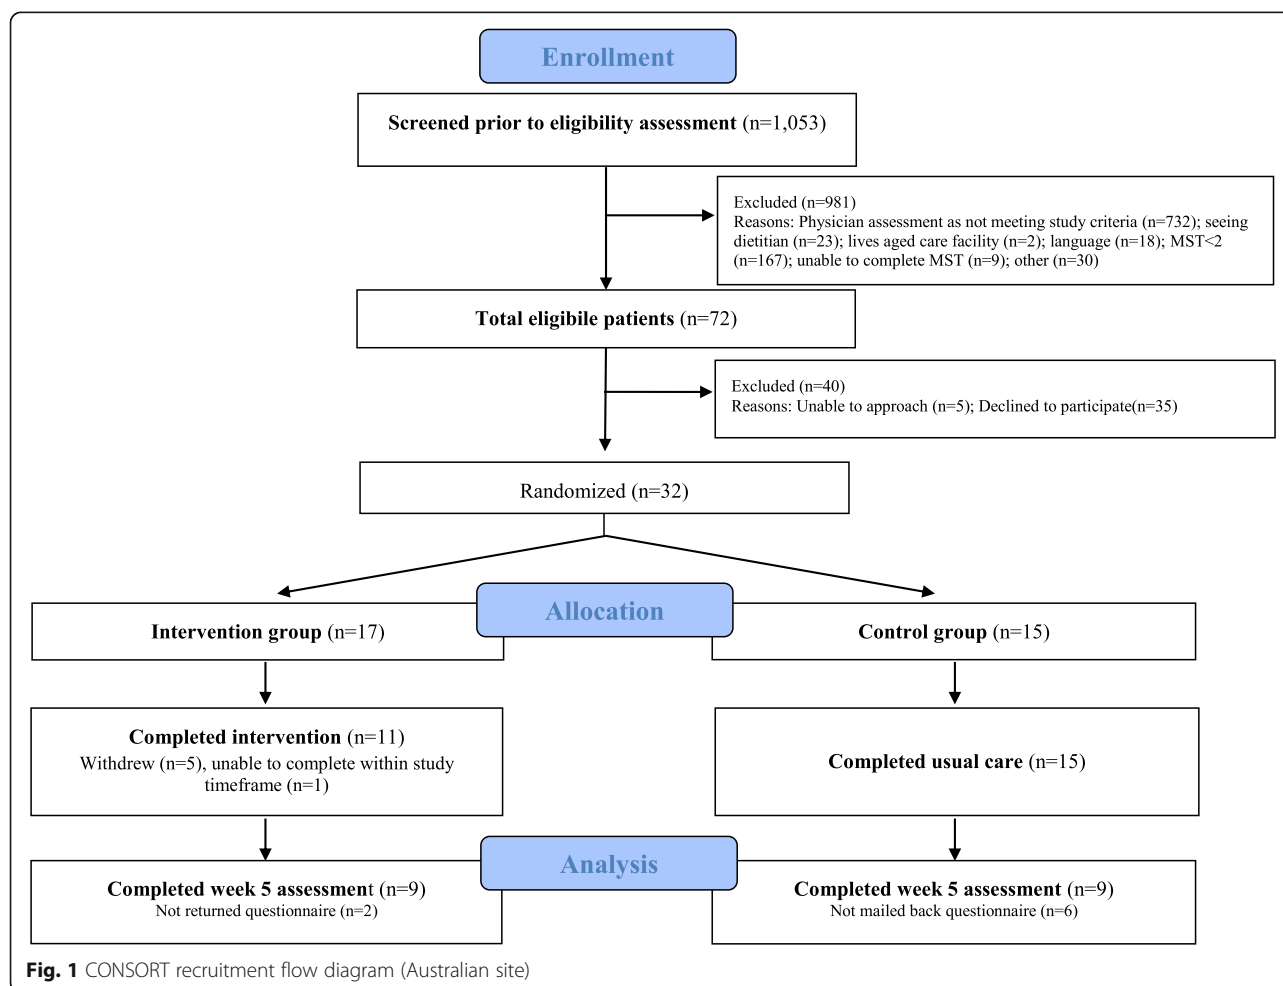 Enrollment
Screened prior to eligibility assessment (n=1,053)
Excluded (n=981)
Reasons: Physician assessment as not meeting study criteria (n=732); seeing
dietitian (n=23); lives aged care facility (n=2); language (n=18); MST<2
(n=167); unable to complete MST (n=9); other (n=30)
Total eligibile patients (n=72)
Excluded (n=40)
Reasons: Unable to approach (n=5); Declined to participate(n=35)
Randomized (n=32)
Allocation
Intervention group (n=17)
Control group (n=15)
Completed intervention (n=11)
Withdrew (n=5), unable to complete within study
timeframe (n=1)
Completed usual care (n=15)
Analysis
Completed week 5 assessment (n=9)
Not returned questionnaire (n=2)
Completed week 5 assessment (n=9)
Not mailed back questionnaire (n=6)
Fig. 1 CONSORT recruitment flow diagram (Australian site)